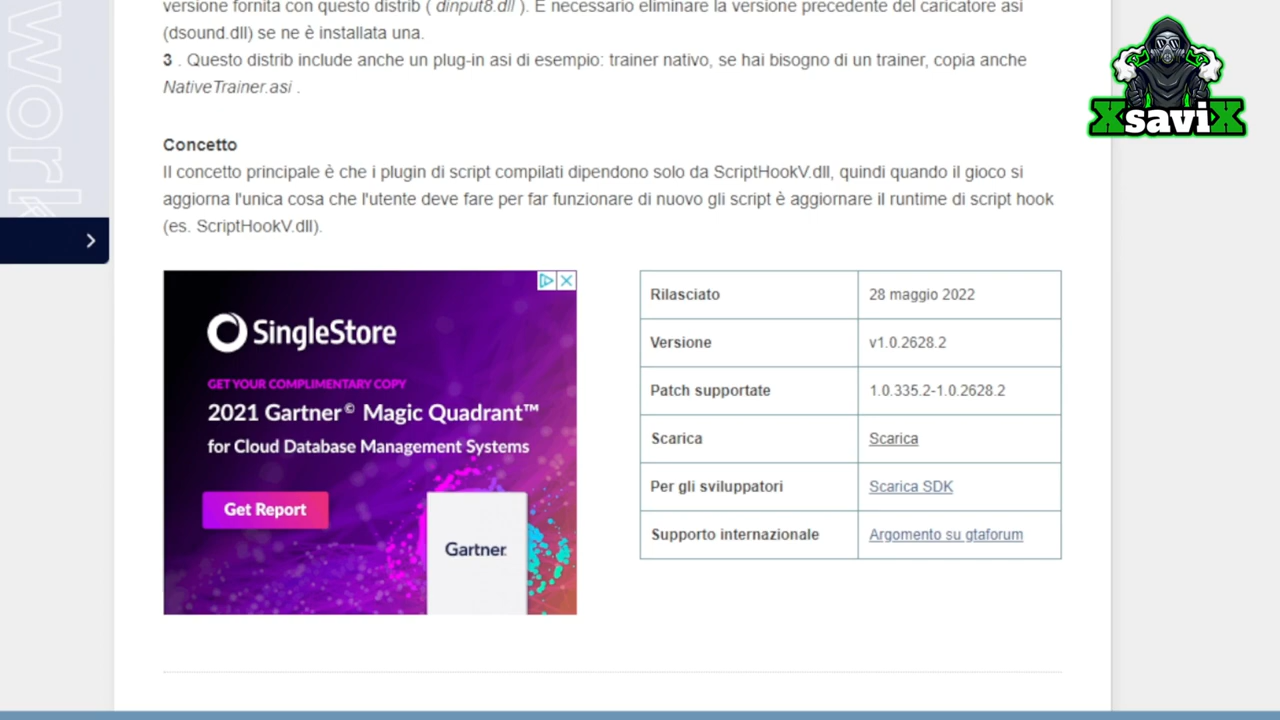 work
versione fornita con questo distrib ( dinput8.dll ). È necessario eliminare la versione precedente del caricatore asi
(dsound.dll) se ne è installata una.
3 . Questo distrib include anche un plug-in asi di esempio: trainer nativo, se hai bisogno di un trainer, copia anche
NativeTrainer.asi .
XsaviX
Concetto
Il concetto principale è che i plugin di script compilati dipendono solo da ScriptHookV.dll, quindi quando il gioco si
aggiorna l'unica cosa che l'utente deve fare per far funzionare di nuovo gli script è aggiornare il runtime di script hook
(es. ScriptHookV.dll).
SingleStore
GET YOUR COMPLIMENTARY COPY
2021 Gartner© Magic Quadrant™
for Cloud Database Management Systems
Get Report
Gartner
Rilasciato 28 maggio 2022
Versione v1.0.2628.2
Patch supportate 1.0.335.2-1.0.2628.2
Scarica Scarica
Per gli sviluppatori Scarica SDK
Supporto internazionale Argomento su gtaforum